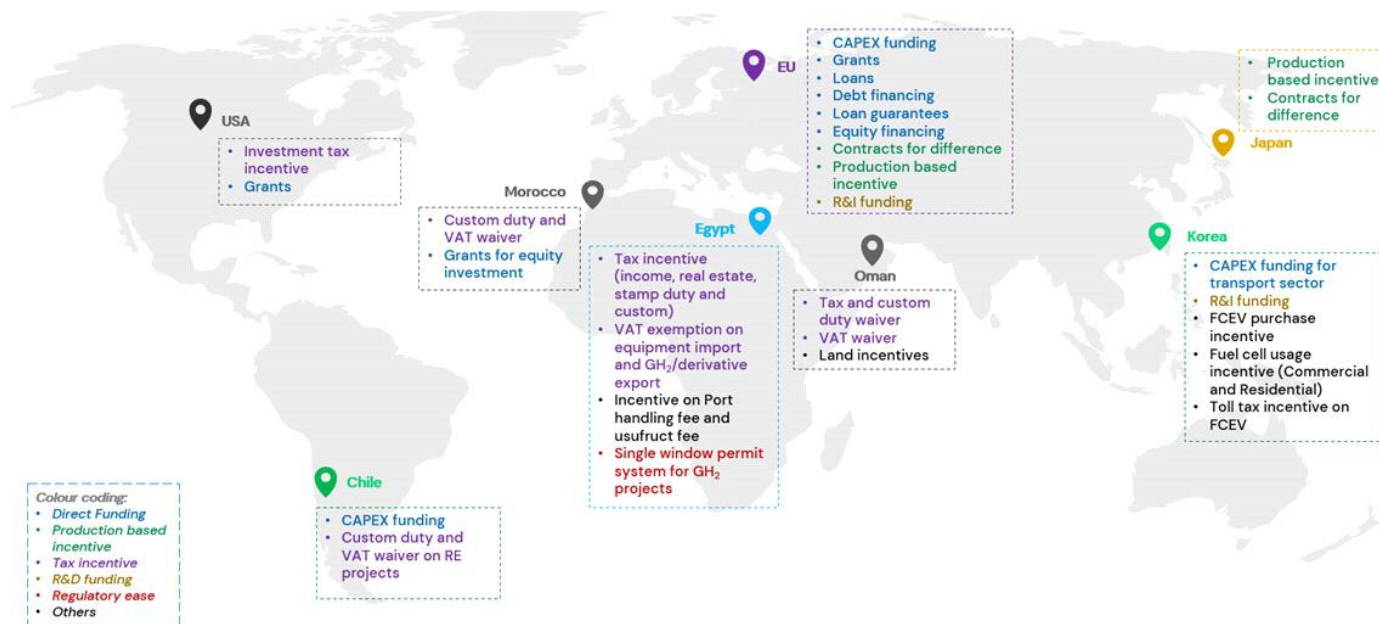 USA
• Investment tax
incentive
• Grants
Morocco
• Custom duty and
VAT waiver
• Grants for equity
investment
EU
• CAPEX funding
• Grants
• Loans
• Debt financing
• Loan guarantees
• Equity financing
• Contracts for difference
• Production based
incentive
• R&I funding
Egypt
• Tax incentive
(income, real estate,
stamp duty and
custom)
• VAT exemption on
equipment import
and GH₂/derivative
export
• Incentive on Port
handling fee and
usufruct fee
• Single window permit
system for GH₂
projects
Oman
• Tax and custom
duty waiver
• VAT waiver
• Land incentives
• Production
based incentive
• Contracts for
difference
Japan
Korea
• CAPEX funding for
transport sector
• R&I funding
• FCEV purchase
incentive
• Fuel cell usage
incentive (Commercial
and Residential)
• Toll tax incentive on
FCEV
Chile
• CAPEX funding
• Custom duty and
VAT waiver on RE
projects
Colour coding:
• Direct Funding
• Production based
incentive
• Tax incentive
• R&D funding
• Regulatory ease
• Others